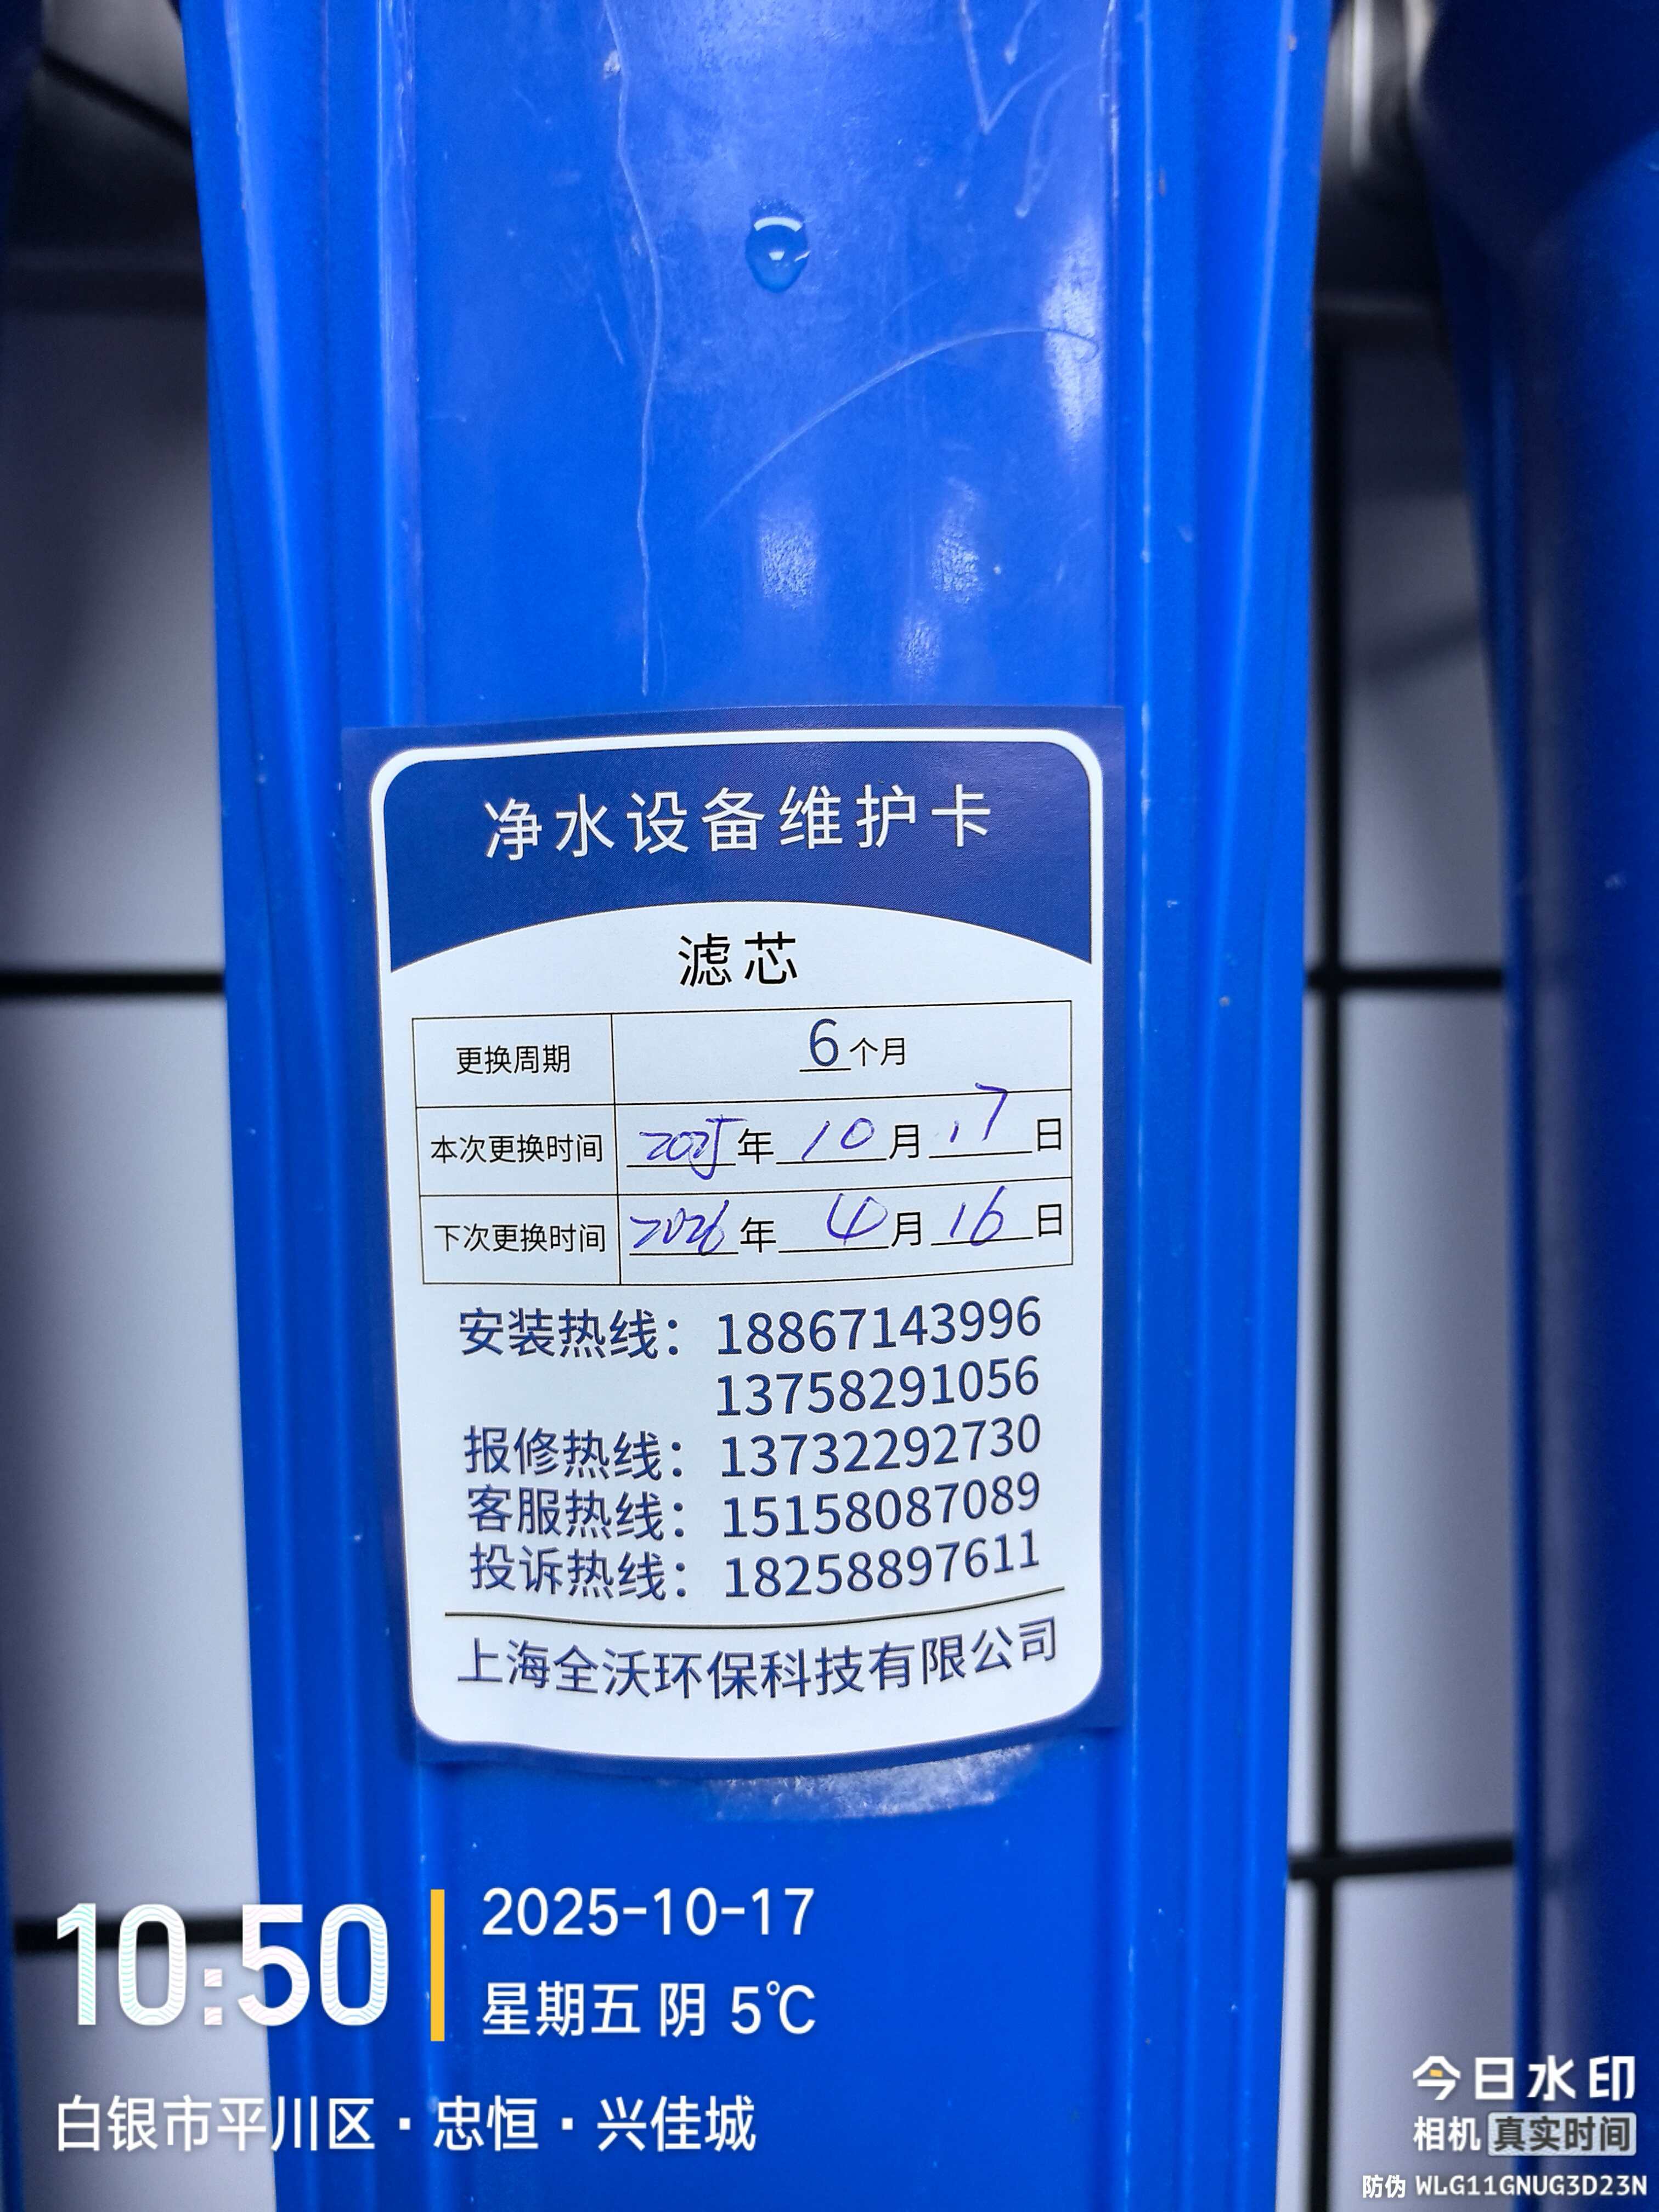 净水设备维护卡
滤芯
更换周期 6个月
本次更换时间 2025年10月17日
下次更换时间 2026年4月16日
安装热线：18867143996
13758291056
报修热线：13732292730
客服热线：15158087089
投诉热线：18258897611
上海全沃环保科技有限公司
10:50
2025-10-17
星期五 阴 5℃
白银市平川区·忠恒·兴佳城
今日水印
相机 真实时间
防伪 WLG11GNUG3D23N